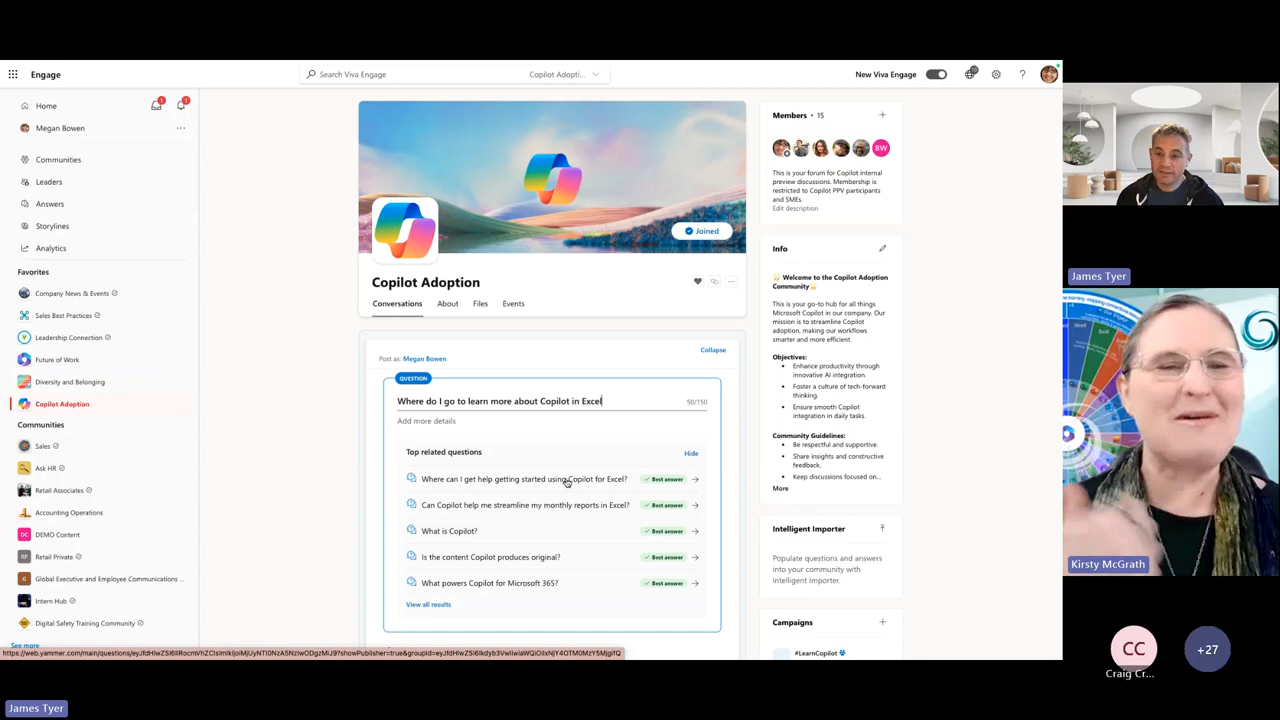 Engage
Search Viva Engage
Copilot Adopti...
New Viva Engage
Home
Megan Bowen
Communities
Leaders
Answers
Storylines
Analytics
Favorites
Company News & Events
Sales Best Practices
Leadership Connection
Future of Work
Diversity and Belonging
Copilot Adoption
Communities
Sales
Ask HR
Retail Associates
Accounting Operations
DC DEMO Content
RP Retail Private
G Global Executive and Employee Communications ...
Intern Hub
Digital Safety Training Community
See more
Joined
Copilot Adoption
Conversations About Files Events
Collapse
Post as: Megan Bowen
QUESTION
Where do I go to learn more about Copilot in Excel
50/150
Add more details
Top related questions
Hide
Where can I get help getting started using Copilot for Excel? Best answer
Can Copilot help me streamline my monthly reports in Excel? Best answer
What is Copilot? Best answer
Is the content Copilot produces original? Best answer
What powers Copilot for Microsoft 365? Best answer
View all results
Members • 15
BW
This is your forum for Copilot internal
preview discussions. Membership is
restricted to Copilot PPV participants
and SMEs.
Edit description
Info
Welcome to the Copilot Adoption
Community
This is your go-to hub for all things
Microsoft Copilot in our company. Our
mission is to streamline Copilot
adoption, making our workflows
smarter and more efficient.
Objectives:
Enhance productivity through
innovative AI integration.
Foster a culture of tech-forward
thinking.
Ensure smooth Copilot
integration in daily tasks.
Community Guidelines:
Be respectful and supportive.
Share insights and constructive
feedback.
Keep discussions focused on...
More
Intelligent Importer
Populate questions and answers
into your community with
Intelligent Importer.
Campaigns
#LearnCopilot
James Tyer
Kirsty McGrath
CC
Craig Cr...
+27
James Tyer